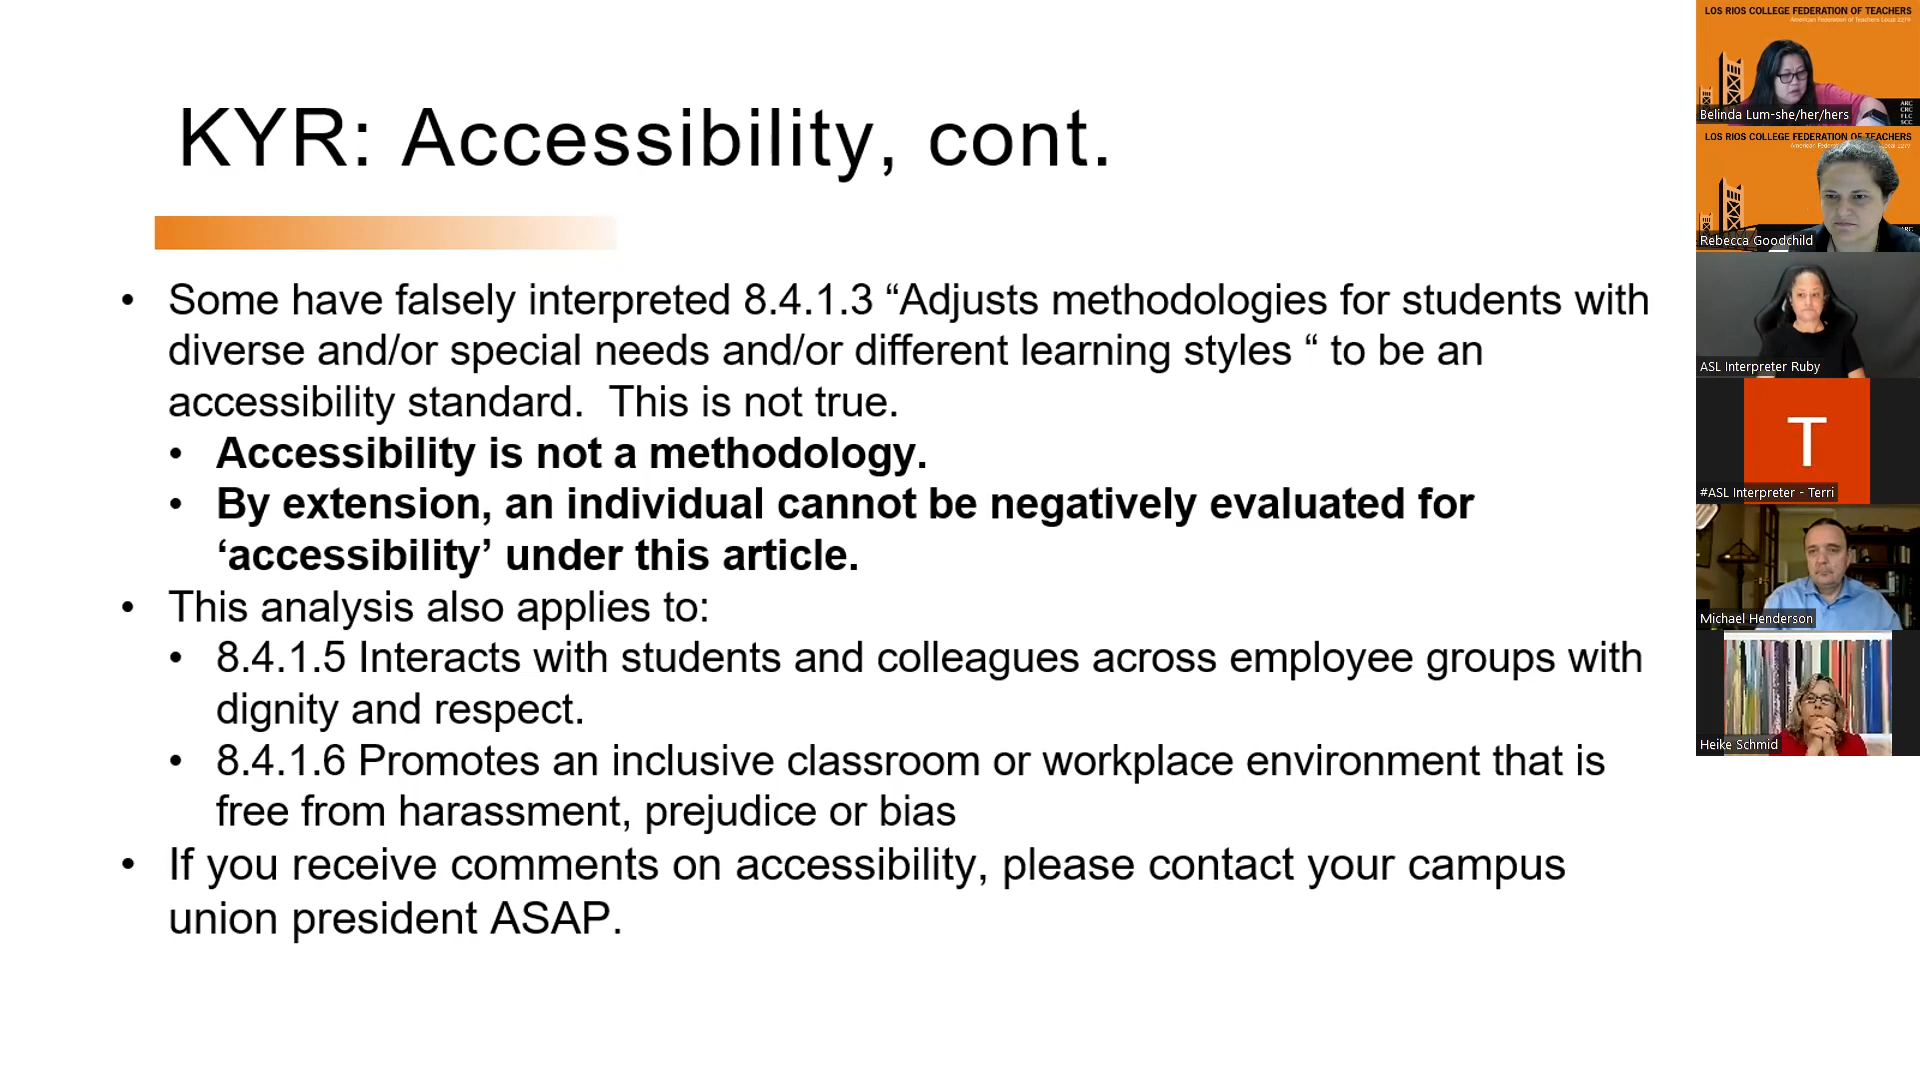 KYR: Accessibility, cont.
• Some have falsely interpreted 8.4.1.3 “Adjusts methodologies for students with
diverse and/or special needs and/or different learning styles “ to be an
accessibility standard.  This is not true.
• Accessibility is not a methodology.
• By extension, an individual cannot be negatively evaluated for
‘accessibility’ under this article.
• This analysis also applies to:
• 8.4.1.5 Interacts with students and colleagues across employee groups with
dignity and respect.
• 8.4.1.6 Promotes an inclusive classroom or workplace environment that is
free from harassment, prejudice or bias
• If you receive comments on accessibility, please contact your campus
union president ASAP.
LOS RIOS COLLEGE FEDERATION OF TEACHERS
American Federation of Teachers Local 2279
ARC
CRC
FLC
SCC
Belinda Lum-she/her/hers
LOS RIOS COLLEGE FEDERATION OF TEACHERS
Rebecca Goodchild
ASL Interpreter Ruby
T
#ASL Interpreter - Terri
Michael Henderson
Heike Schmid